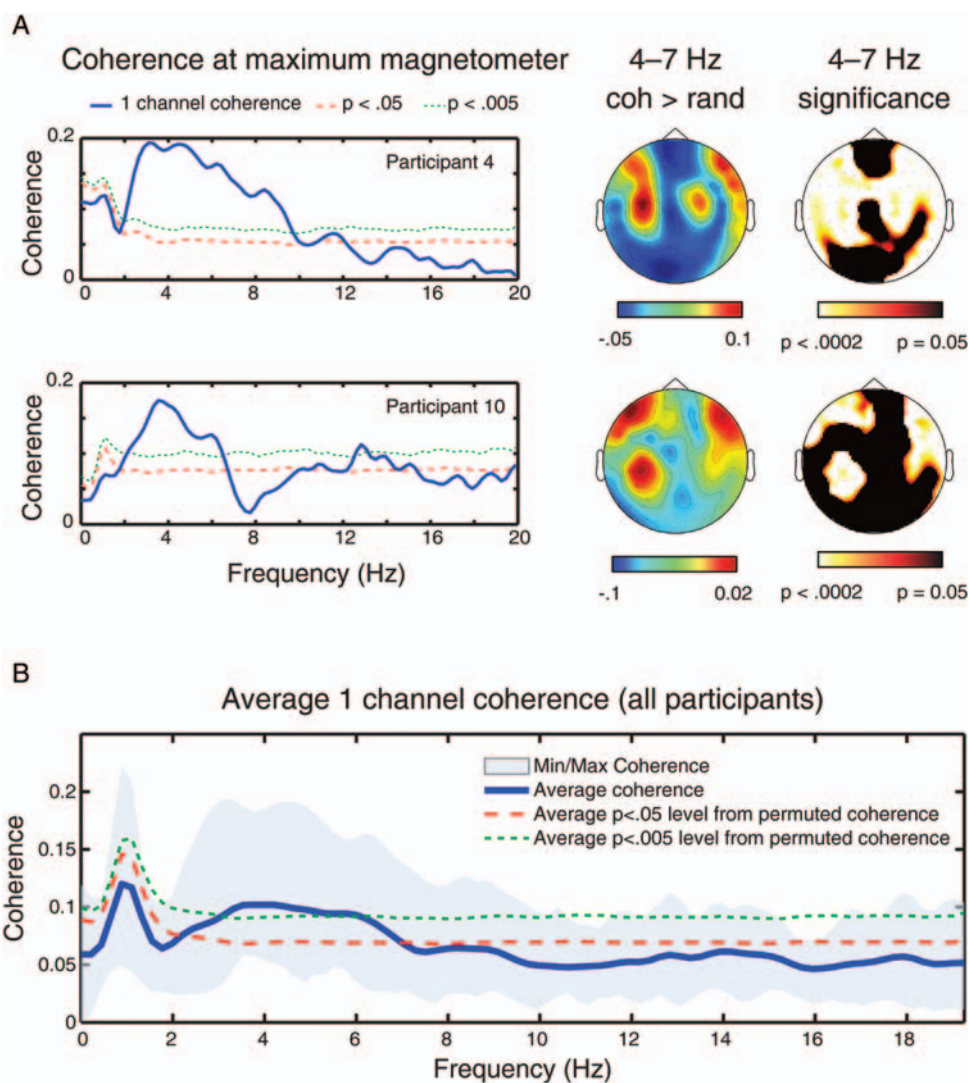 A
Coherence at maximum magnetometer
4–7 Hz
coh > rand
4–7 Hz
significance
1 channel coherence
p < .05
p < .005
Participant 4
Coherence
0.2
0
0 4 8 12 16 20
-.05 0.1
p < .0002 p = 0.05
Participant 10
Coherence
0.2
0
0 4 8 12 16 20
Frequency (Hz)
-.1 0.02
p < .0002 p = 0.05
B
Average 1 channel coherence (all participants)
Min/Max Coherence
Average coherence
Average p<.05 level from permuted coherence
Average p<.005 level from permuted coherence
Coherence
0.2
0.15
0.1
0.05
0
0 2 4 6 8 10 12 14 16 18
Frequency (Hz)